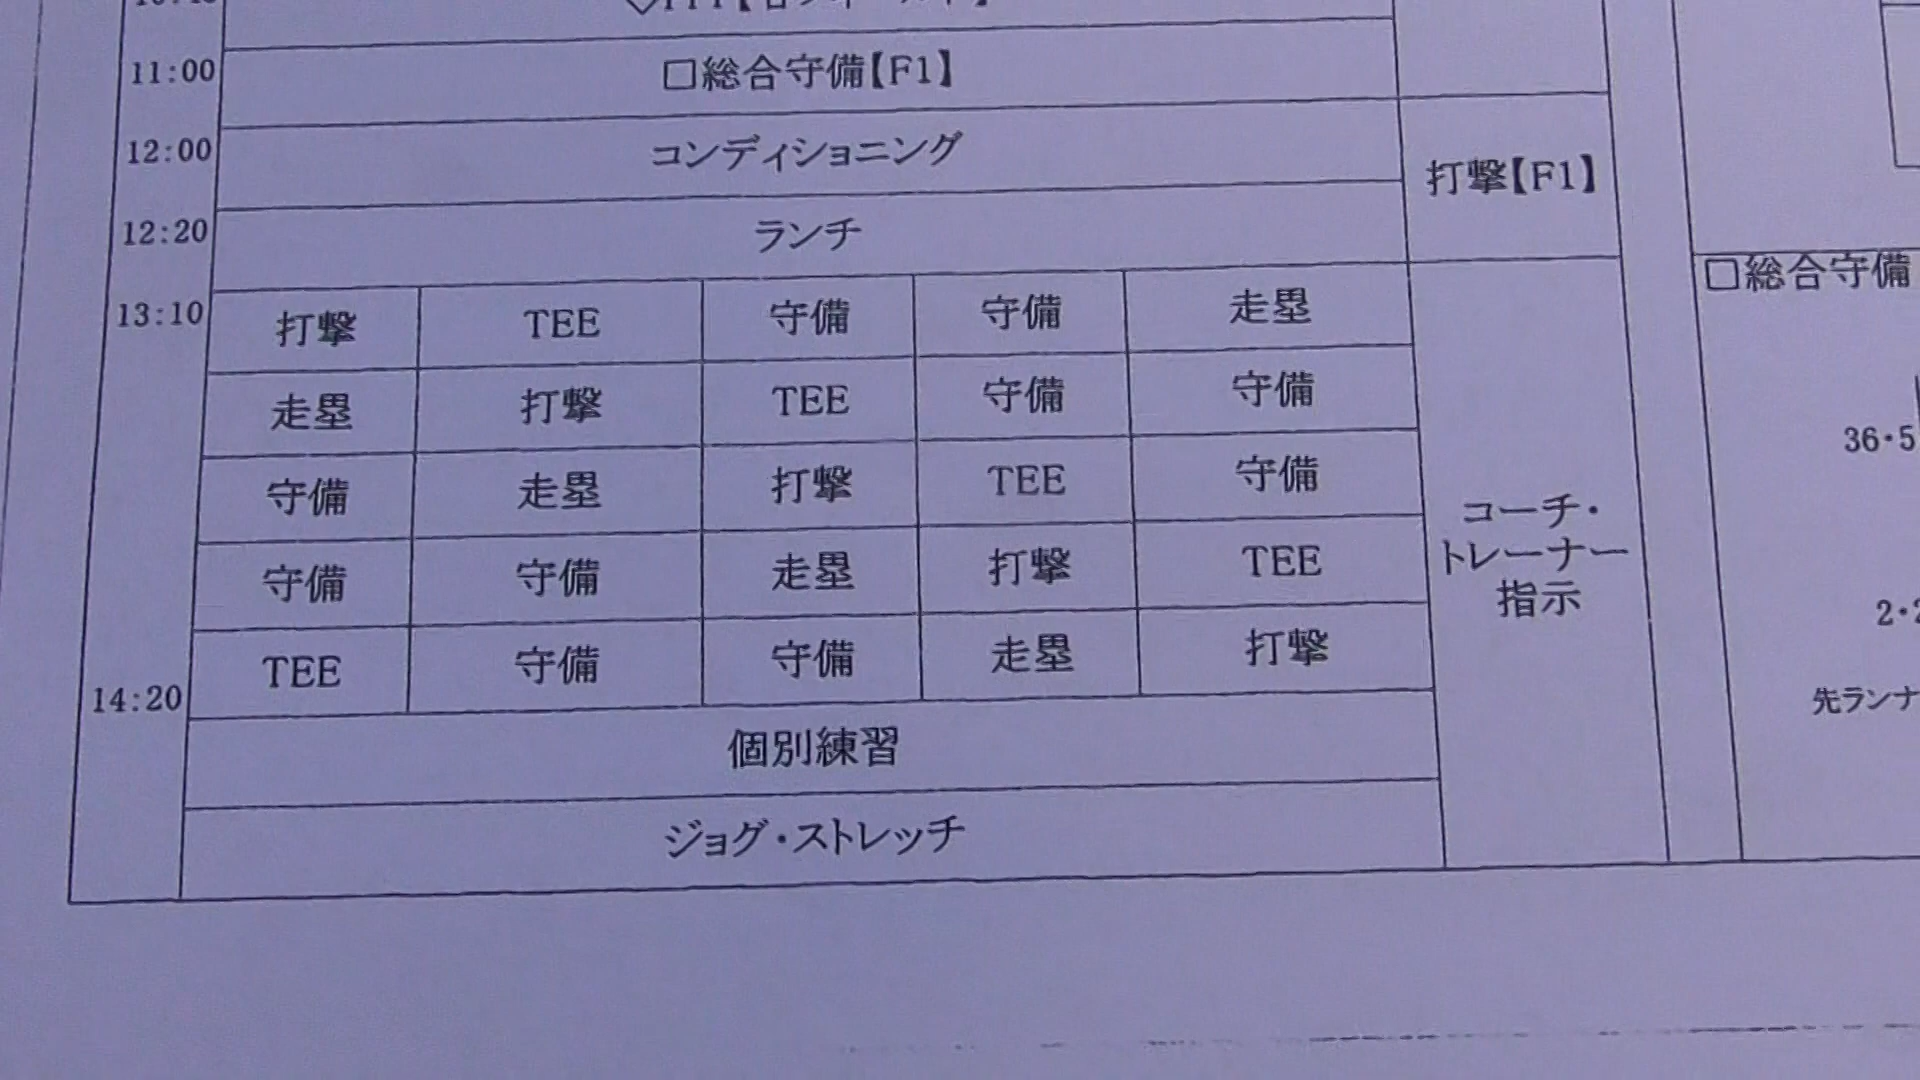 11:00 □総合守備【F1】
12:00 コンディショニング
打撃【F1】
12:20 ランチ
□総合守備
13:10 打撃 TEE 守備 守備 走塁
走塁 打撃 TEE 守備 守備
36・5
守備 走塁 打撃 TEE 守備
コーチ・
トレーナー
指示
守備 守備 走塁 打撃 TEE
2・2
TEE 守備 守備 走塁 打撃
14:20
先ランナ
個別練習
ジョグ・ストレッチ